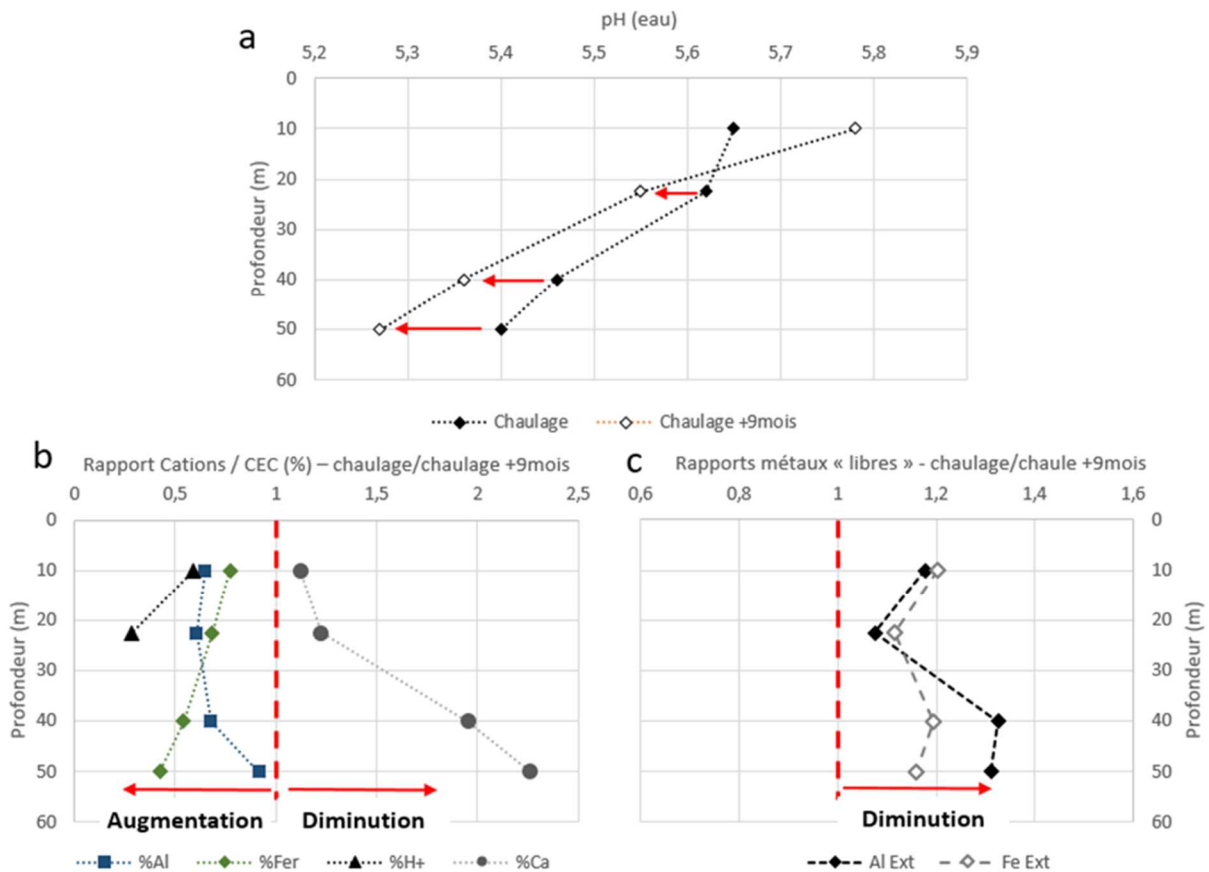 a
pH (eau)
5,2 5,3 5,4 5,5 5,6 5,7 5,8 5,9
0
10
20
30
40
50
60
Profondeur (m)
Chaulage Chaulage +9mois
b
Rapport Cations / CEC (%) – chaulage/chaulage +9mois
0 0,5 1 1,5 2 2,5
0
10
20
30
40
50
60
Profondeur (m)
Augmentation Diminution
%Al %Fer %H+ %Ca
c
Rapports métaux « libres » - chaulage/chaule +9mois
0,6 0,8 1 1,2 1,4 1,6
0
10
20
30
40
50
60
Profondeur (m)
Diminution
Al Ext Fe Ext